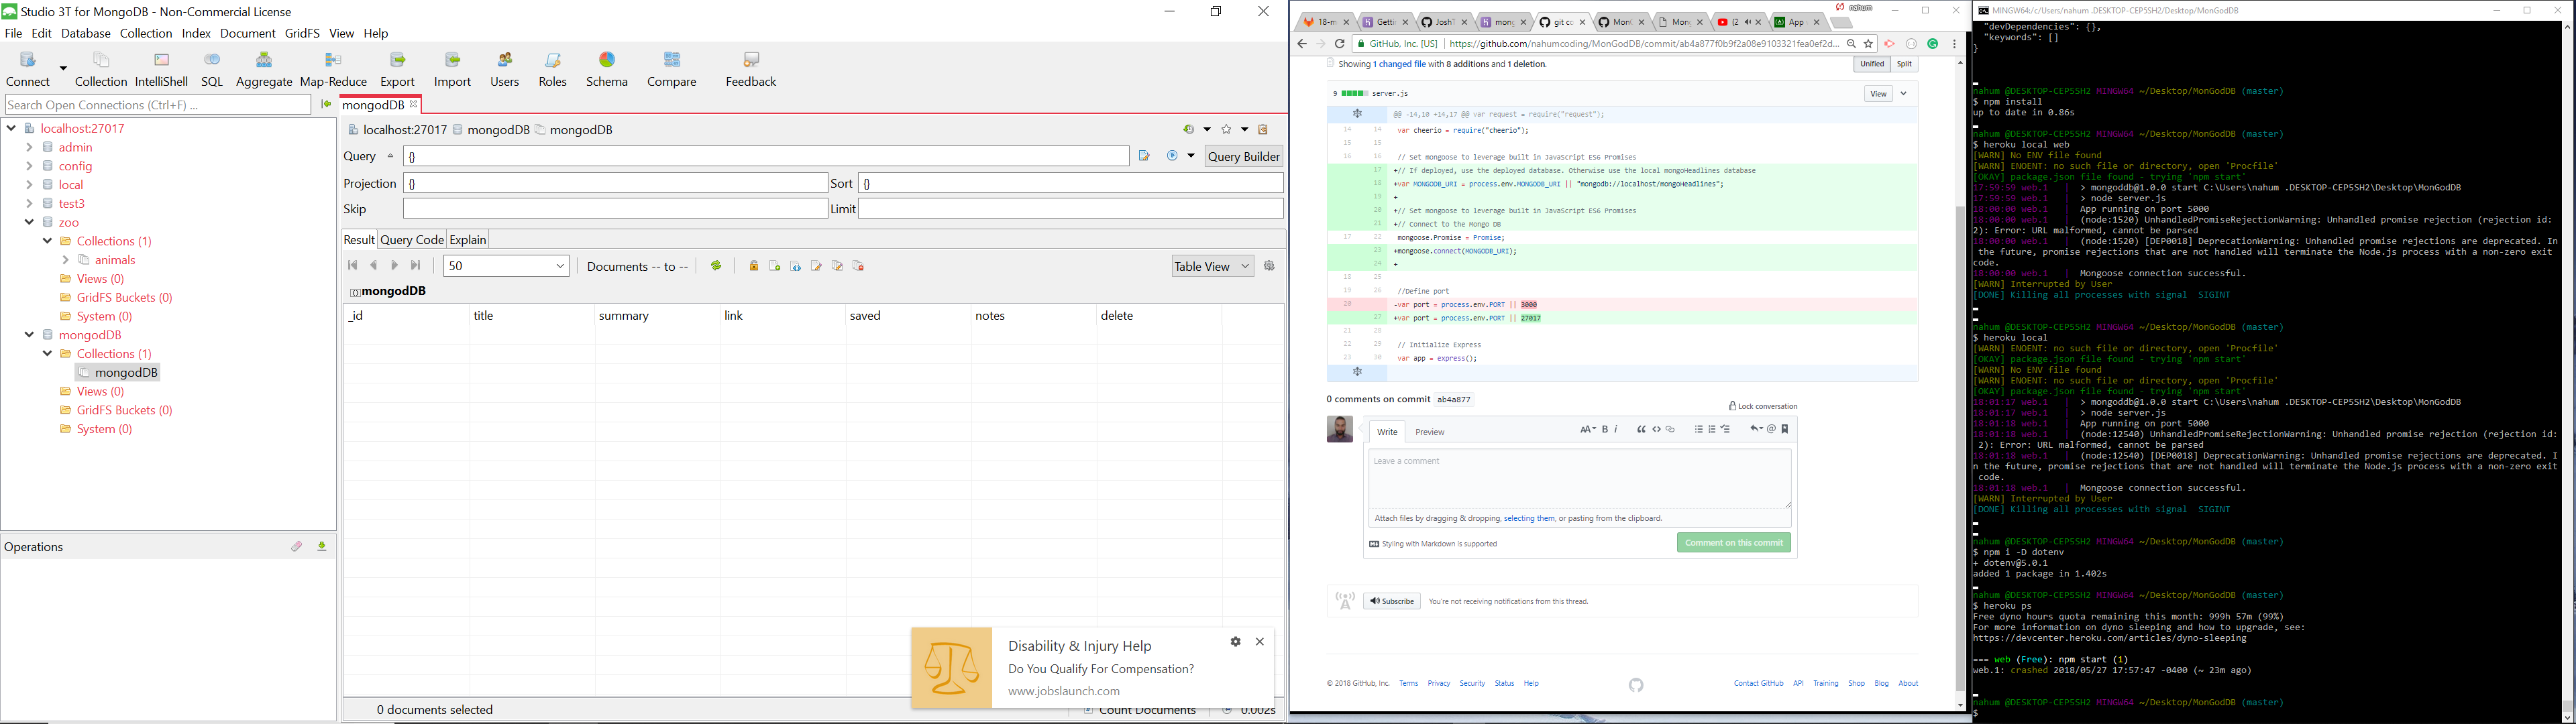 Studio 3T for MongoDB - Non-Commercial License
File Edit Database Collection Index Document GridFS View Help
Connect Collection IntelliShell SQL Aggregate Map-Reduce Export Import Users Roles Schema Compare Feedback
Search Open Connections (Ctrl+F) ...
localhost:27017
admin
config
local
test3
zoo
Collections (1)
animals
Views (0)
GridFS Buckets (0)
System (0)
mongodDB
Collections (1)
mongodDB
Views (0)
GridFS Buckets (0)
System (0)
Operations
mongodDB
localhost:27017 mongodDB mongodDB
Query {} Query Builder
Projection {} Sort {}
Skip Limit
Result Query Code Explain
50 Documents -- to -- Table View
mongodDB
_id title summary link saved notes delete
0 documents selected Count Documents 0.002s
Disability & Injury Help
Do You Qualify For Compensation?
www.jobslaunch.com
nahum
18-m Gettin JoshT mong git co MonG Mong (2 App
GitHub, Inc. [US] https://github.com/nahumcoding/MonGodDB/commit/ab4a877f0b9f2a08e9103321fea0ef2d...
Showing 1 changed file with 8 additions and 1 deletion. Unified Split
9 server.js View
@@ -14,10 +14,17 @@ var request = require("request");
14 14 var cheerio = require("cheerio");
15 15
16 16 // Set mongoose to leverage built in JavaScript ES6 Promises
17 +// If deployed, use the deployed database. Otherwise use the local mongoHeadlines database
18 +var MONGODB_URI = process.env.MONGODB_URI || "mongodb://localhost/mongoHeadlines";
19 +
20 +// Set mongoose to leverage built in JavaScript ES6 Promises
21 +// Connect to the Mongo DB
17 22 mongoose.Promise = Promise;
23 +mongoose.connect(MONGODB_URI);
24 +
18 25
19 26 //Define port
20 -var port = process.env.PORT || 3000
27 +var port = process.env.PORT || 27017
21 28
22 29 // Initialize Express
23 30 var app = express();
0 comments on commit ab4a877
Lock conversation
Write Preview
Leave a comment
Attach files by dragging & dropping, selecting them, or pasting from the clipboard.
Styling with Markdown is supported Comment on this commit
Subscribe You're not receiving notifications from this thread.
© 2018 GitHub, Inc. Terms Privacy Security Status Help Contact GitHub API Training Shop Blog About
MINGW64:/c/Users/nahum .DESKTOP-CEP5SH2/Desktop/MonGodDB
"devDependencies": {},
"keywords": []
}
nahum @DESKTOP-CEP5SH2 MINGW64 ~/Desktop/MonGodDB (master)
$ npm install
up to date in 0.86s
nahum @DESKTOP-CEP5SH2 MINGW64 ~/Desktop/MonGodDB (master)
$ heroku local web
[WARN] No ENV file found
[WARN] ENOENT: no such file or directory, open 'Procfile'
[OKAY] package.json file found - trying 'npm start'
17:59:59 web.1 | > mongoddb@1.0.0 start C:\Users\nahum .DESKTOP-CEP5SH2\Desktop\MonGodDB
17:59:59 web.1 | > node server.js
18:00:00 web.1 | App running on port 5000
18:00:00 web.1 | (node:1520) UnhandledPromiseRejectionWarning: Unhandled promise rejection (rejection id:
2): Error: URL malformed, cannot be parsed
18:00:00 web.1 | (node:1520) [DEP0018] DeprecationWarning: Unhandled promise rejections are deprecated. In
the future, promise rejections that are not handled will terminate the Node.js process with a non-zero exit
code.
18:00:00 web.1 | Mongoose connection successful.
[WARN] Interrupted by User
[DONE] Killing all processes with signal SIGINT
nahum @DESKTOP-CEP5SH2 MINGW64 ~/Desktop/MonGodDB (master)
$ heroku local
[WARN] ENOENT: no such file or directory, open 'Procfile'
[OKAY] package.json file found - trying 'npm start'
[WARN] No ENV file found
[WARN] ENOENT: no such file or directory, open 'Procfile'
[OKAY] package.json file found - trying 'npm start'
18:01:17 web.1 | > mongoddb@1.0.0 start C:\Users\nahum .DESKTOP-CEP5SH2\Desktop\MonGodDB
18:01:17 web.1 | > node server.js
18:01:18 web.1 | App running on port 5000
18:01:18 web.1 | (node:12540) UnhandledPromiseRejectionWarning: Unhandled promise rejection (rejection id:
2): Error: URL malformed, cannot be parsed
18:01:18 web.1 | (node:12540) [DEP0018] DeprecationWarning: Unhandled promise rejections are deprecated. I
n the future, promise rejections that are not handled will terminate the Node.js process with a non-zero exit
code.
18:01:18 web.1 | Mongoose connection successful.
[WARN] Interrupted by User
[DONE] Killing all processes with signal SIGINT
nahum @DESKTOP-CEP5SH2 MINGW64 ~/Desktop/MonGodDB (master)
$ npm i -D dotenv
+ dotenv@5.0.1
added 1 package in 1.402s
nahum @DESKTOP-CEP5SH2 MINGW64 ~/Desktop/MonGodDB (master)
$ heroku ps
Free dyno hours quota remaining this month: 999h 57m (99%)
For more information on dyno sleeping and how to upgrade, see:
https://devcenter.heroku.com/articles/dyno-sleeping
=== web (Free): npm start (1)
web.1: crashed 2018/05/27 17:57:47 -0400 (~ 23m ago)
nahum @DESKTOP-CEP5SH2 MINGW64 ~/Desktop/MonGodDB (master)
$